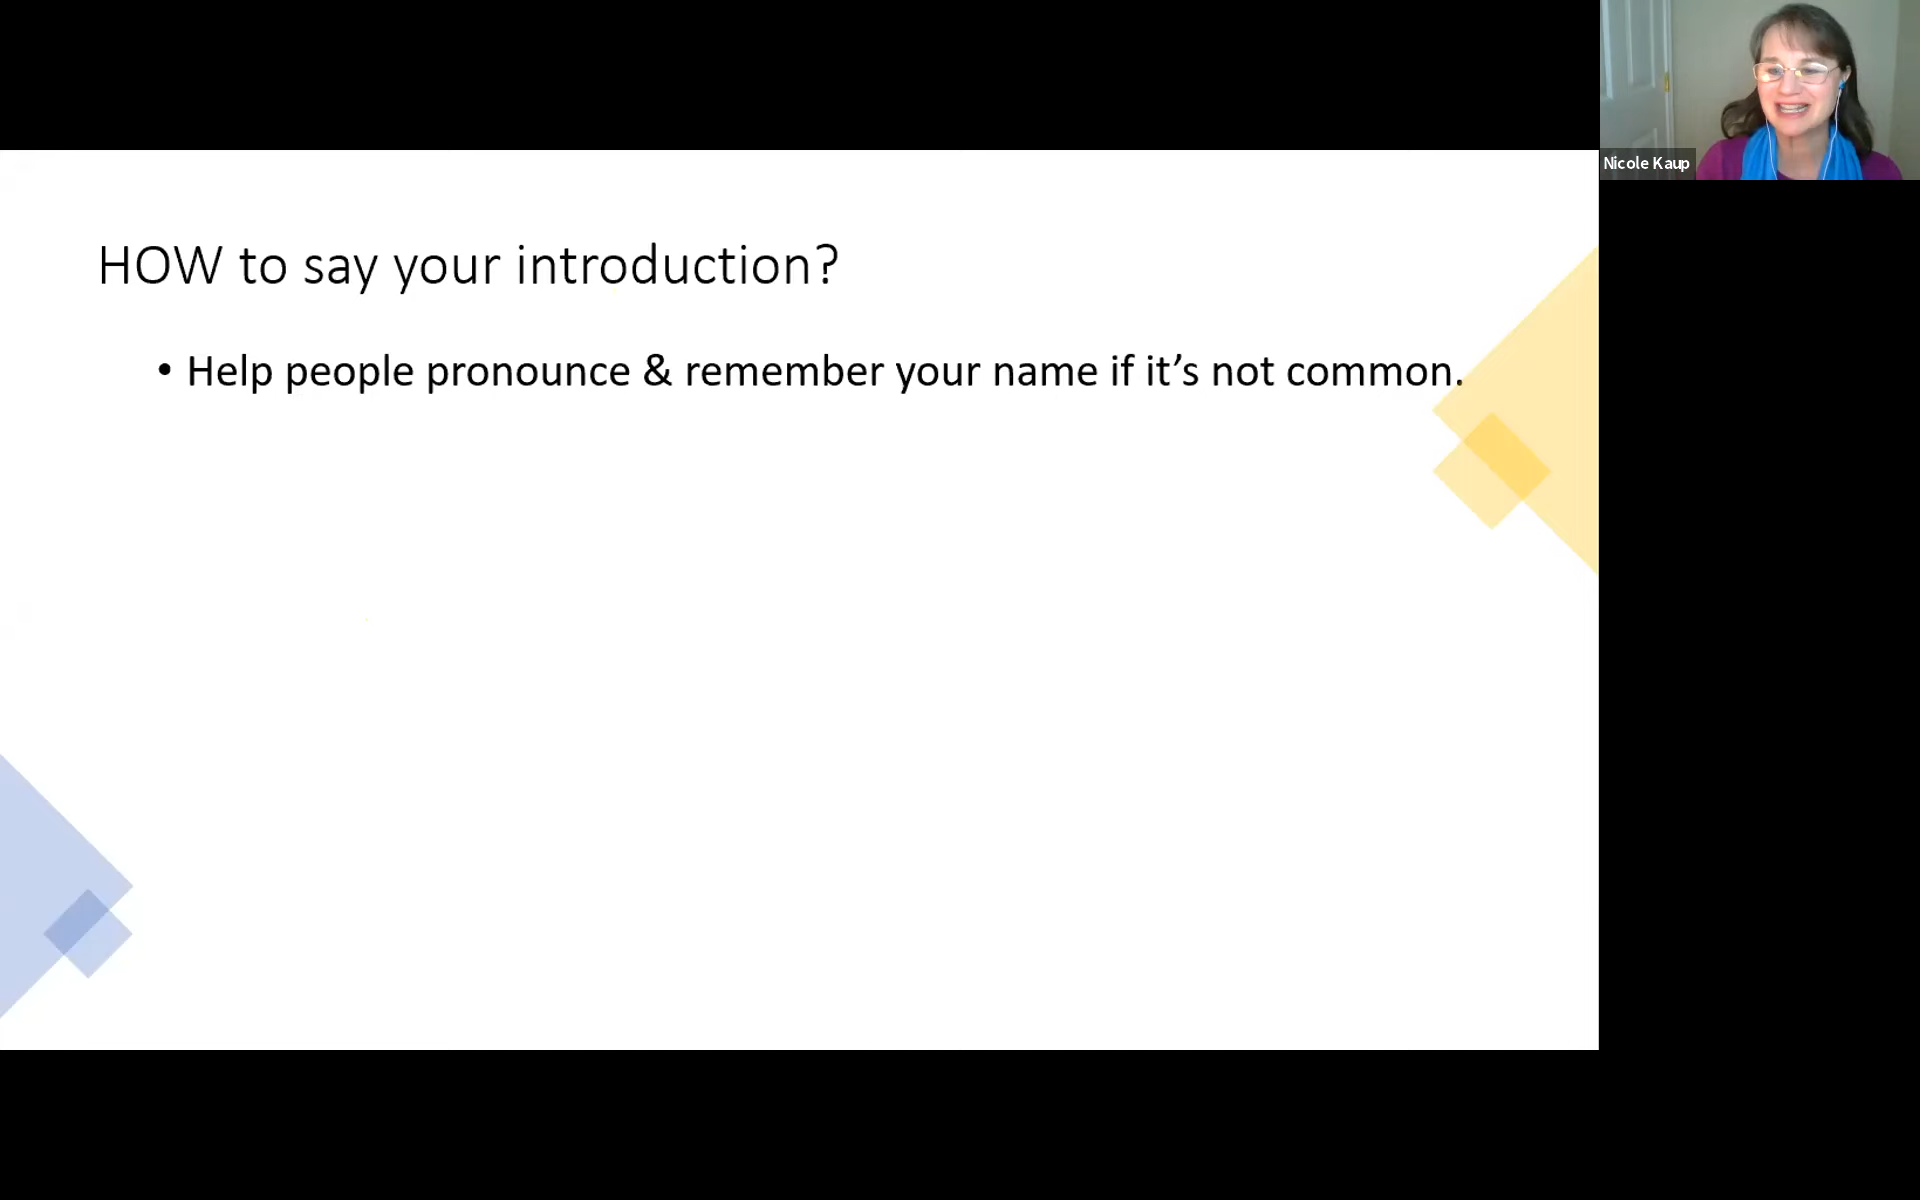 HOW to say your introduction?
• Help people pronounce & remember your name if it’s not common.
Nicole Kaup